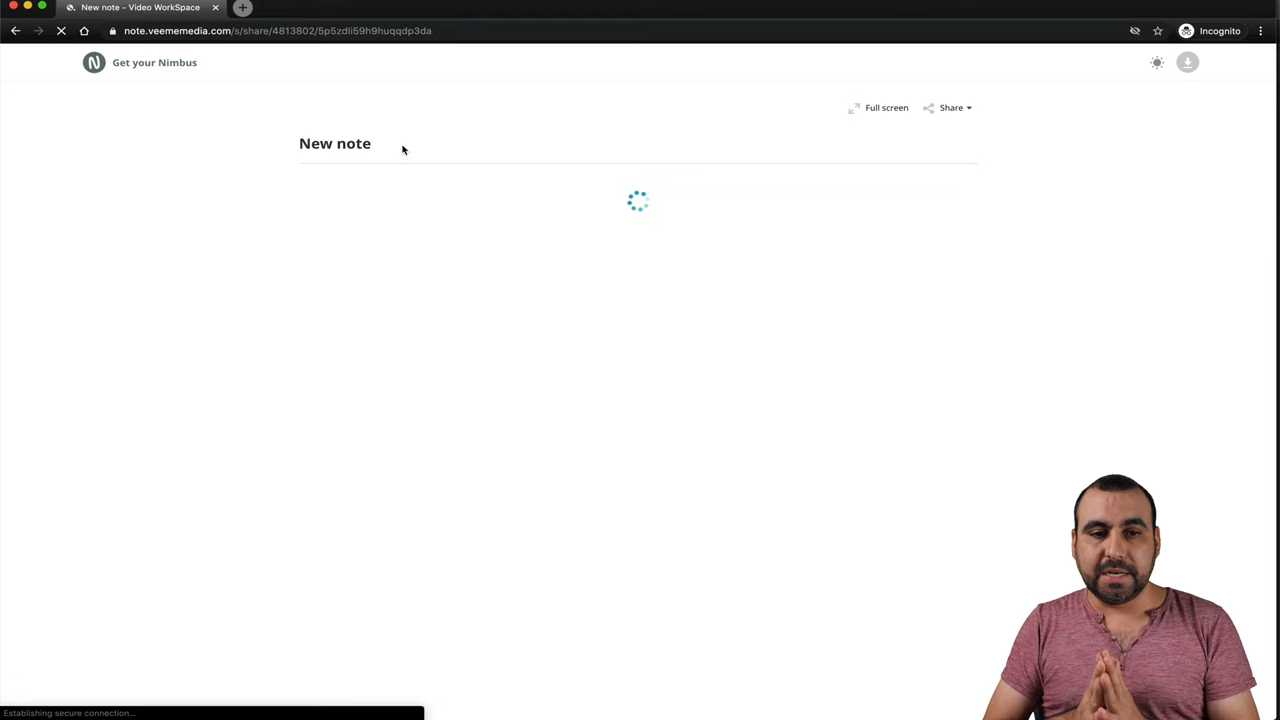 New note - Video WorkSpace
note.veememedia.com/s/share/4813802/5p5zdli59h9huqqdp3da
Incognito
N Get your Nimbus
Full screen
Share
New note
Establishing secure connection...